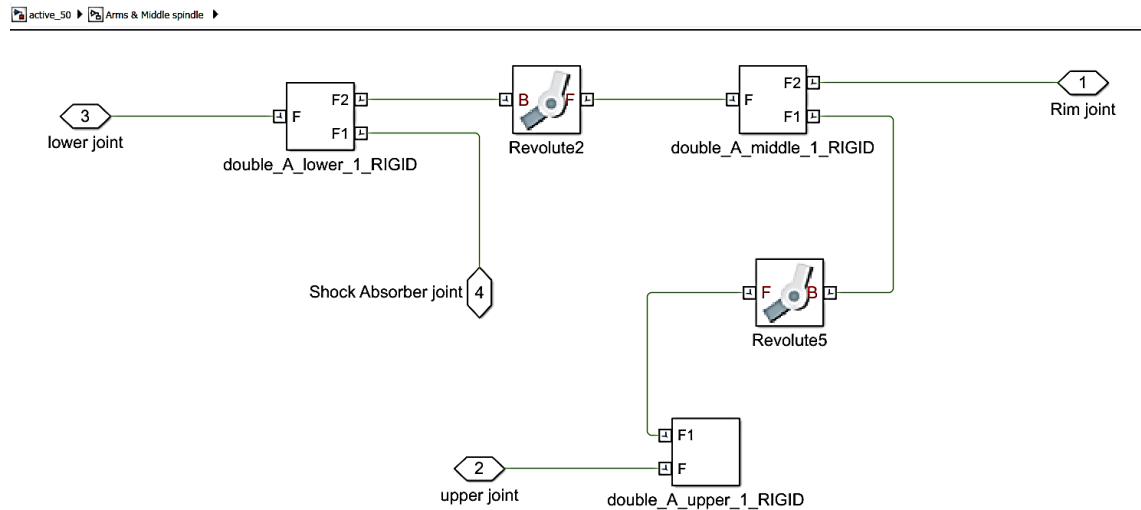 active_50 Arms & Middle spindle
F2
F2
1
B F
F
3
F
F1
F1
Rim joint
lower joint
Revolute2
double_A_middle_1_RIGID
double_A_lower_1_RIGID
Shock Absorber joint 4
F B
Revolute5
F1
2
F
upper joint
double_A_upper_1_RIGID